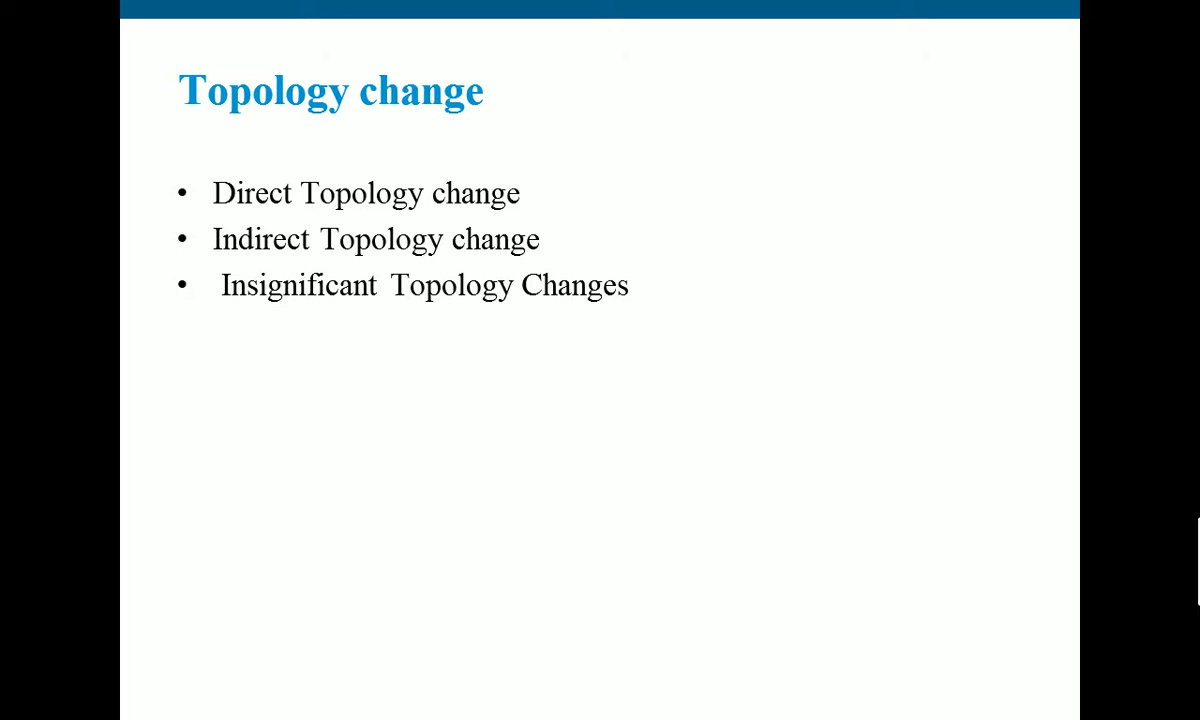 Topology change
• Direct Topology change
• Indirect Topology change
• Insignificant Topology Changes